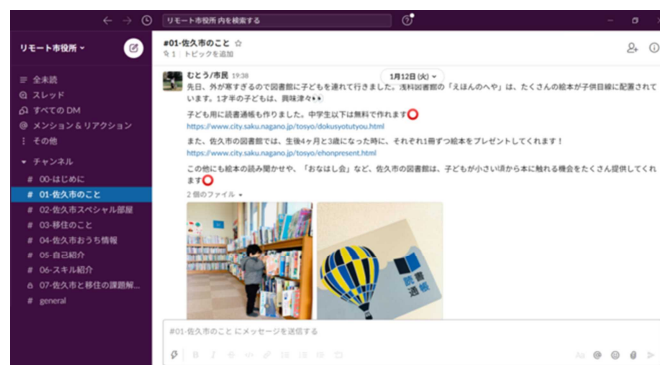 リモート市役所 内を検索する
リモート市役所
全未読
スレッド
すべての DM
メンション & リアクション
その他
チャンネル
# 00-はじめに
# 01-佐久市のこと
# 02-佐久市スペシャル部屋
# 03-移住のこと
# 04-佐久市おうち情報
# 05-自己紹介
# 06-スキル紹介
07-佐久市と移住の課題解...
# general
#01-佐久市のこと
1 | トピックを追加
1月12日 (火)
むとう/市民 19:38
先日、外が寒すぎるので図書館に子どもを連れて行きました。浅科図書館の「えほんのへや」は、たくさんの絵本が子供目線に配置されて
います。1才半の子どもは、興味津々
子ども用に読書通帳も作りました。中学生以下は無料で作れます
https://www.city.saku.nagano.jp/tosyo/dokusyotutyou.html
また、佐久市の図書館では、生後4ヶ月と3歳になった時に、それぞれ1冊ずつ絵本をプレゼントしてくれます！
https://www.city.saku.nagano.jp/tosyo/ehonpresent.html
この他にも絵本の読み聞かせや、「おなはし会」など、佐久市の図書館は、子どもが小さい頃から本に触れる機会をたくさん提供してくれ
ます
2 個のファイル
読書
通帳
#01-佐久市のこと にメッセージを送信する
B I S
Aa @